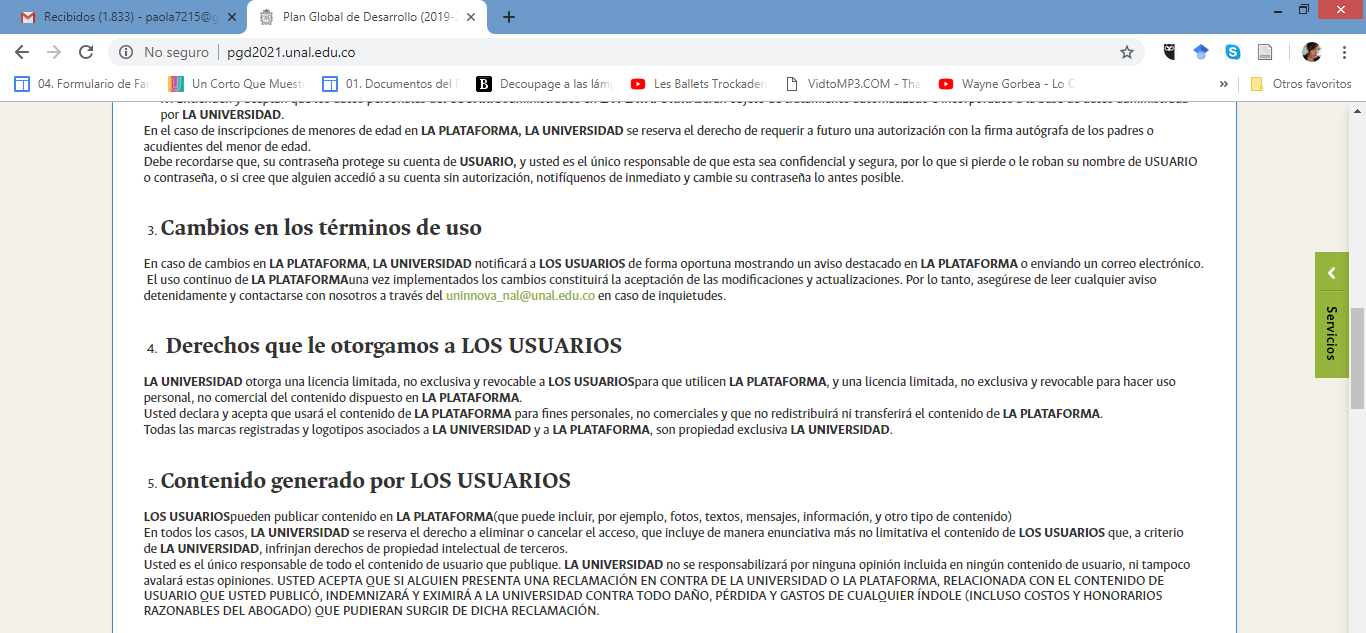 Recibidos (1.833) - paola7215@g
Plan Global de Desarrollo (2019-2
No seguro
pgd2021.unal.edu.co
04. Formulario de Far
Un Corto Que Muestr
01. Documentos del P
Decoupage a las lám
Les Ballets Trockader
VidtoMP3.COM - Tha
Wayne Gorbea - Lo C
»
Otros favoritos
por LA UNIVERSIDAD.
En el caso de inscripciones de menores de edad en LA PLATAFORMA, LA UNIVERSIDAD se reserva el derecho de requerir a futuro una autorización con la firma autógrafa de los padres o
acudientes del menor de edad.
Debe recordarse que, su contraseña protege su cuenta de USUARIO, y usted es el único responsable de que esta sea confidencial y segura, por lo que si pierde o le roban su nombre de USUARIO
o contraseña, o si cree que alguien accedió a su cuenta sin autorización, notifíquenos de inmediato y cambie su contraseña lo antes posible.
3. Cambios en los términos de uso
En caso de cambios en LA PLATAFORMA, LA UNIVERSIDAD notificará a LOS USUARIOS de forma oportuna mostrando un aviso destacado en LA PLATAFORMA o enviando un correo electrónico.
El uso continuo de LA PLATAFORMAuna vez implementados los cambios constituirá la aceptación de las modificaciones y actualizaciones. Por lo tanto, asegúrese de leer cualquier aviso
detenidamente y contactarse con nosotros a través del uninnova_nal@unal.edu.co en caso de inquietudes.
4. Derechos que le otorgamos a LOS USUARIOS
LA UNIVERSIDAD otorga una licencia limitada, no exclusiva y revocable a LOS USUARIOSpara que utilicen LA PLATAFORMA, y una licencia limitada, no exclusiva y revocable para hacer uso
personal, no comercial del contenido dispuesto en LA PLATAFORMA.
Usted declara y acepta que usará el contenido de LA PLATAFORMA para fines personales, no comerciales y que no redistribuirá ni transferirá el contenido de LA PLATAFORMA.
Todas las marcas registradas y logotipos asociados a LA UNIVERSIDAD y a LA PLATAFORMA, son propiedad exclusiva LA UNIVERSIDAD.
5. Contenido generado por LOS USUARIOS
LOS USUARIOSpueden publicar contenido en LA PLATAFORMA(que puede incluir, por ejemplo, fotos, textos, mensajes, información, y otro tipo de contenido)
En todos los casos, LA UNIVERSIDAD se reserva el derecho a eliminar o cancelar el acceso, que incluye de manera enunciativa más no limitativa el contenido de LOS USUARIOS que, a criterio
de LA UNIVERSIDAD, infrinjan derechos de propiedad intelectual de terceros.
Usted es el único responsable de todo el contenido de usuario que publique. LA UNIVERSIDAD no se responsabilizará por ninguna opinión incluida en ningún contenido de usuario, ni tampoco
avalará estas opiniones. USTED ACEPTA QUE SI ALGUIEN PRESENTA UNA RECLAMACIÓN EN CONTRA DE LA UNIVERSIDAD O LA PLATAFORMA, RELACIONADA CON EL CONTENIDO DE
USUARIO QUE USTED PUBLICÓ, INDEMNIZARÁ Y EXIMIRÁ A LA UNIVERSIDAD CONTRA TODO DAÑO, PÉRDIDA Y GASTOS DE CUALQUIER ÍNDOLE (INCLUSO COSTOS Y HONORARIOS
RAZONABLES DEL ABOGADO) QUE PUDIERAN SURGIR DE DICHA RECLAMACIÓN.
Servicios